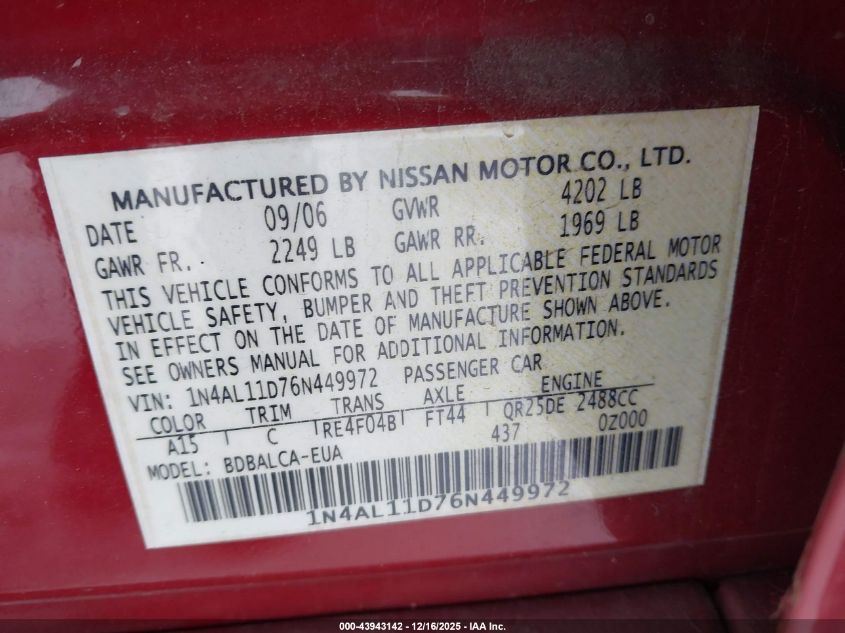 MANUFACTURED BY NISSAN MOTOR CO., LTD.
DATE 09/06 GVWR 4202 LB
GAWR FR. 2249 LB GAWR RR. 1969 LB
THIS VEHICLE CONFORMS TO ALL APPLICABLE FEDERAL MOTOR
VEHICLE SAFETY, BUMPER AND THEFT PREVENTION STANDARDS
IN EFFECT ON THE DATE OF MANUFACTURE SHOWN ABOVE.
SEE OWNERS MANUAL FOR ADDITIONAL INFORMATION.
VIN: 1N4AL11D76N449972 PASSENGER CAR
COLOR TRIM TRANS AXLE ENGINE
A15 C RE4F04B FT44 QR25DE 2488CC
437 0Z000
MODEL: BDBALCA-EUA
1N4AL11D76N449972
000-43943142 - 12/16/2025 - IAA Inc.